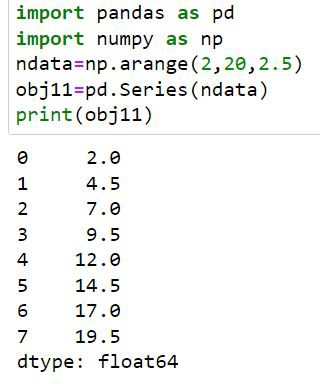 import pandas as pd
import numpy as np
ndata=np.arange(2,20,2.5)
obj11=pd.Series(ndata)
print(obj11)
0     2.0
1     4.5
2     7.0
3     9.5
4    12.0
5    14.5
6    17.0
7    19.5
dtype: float64